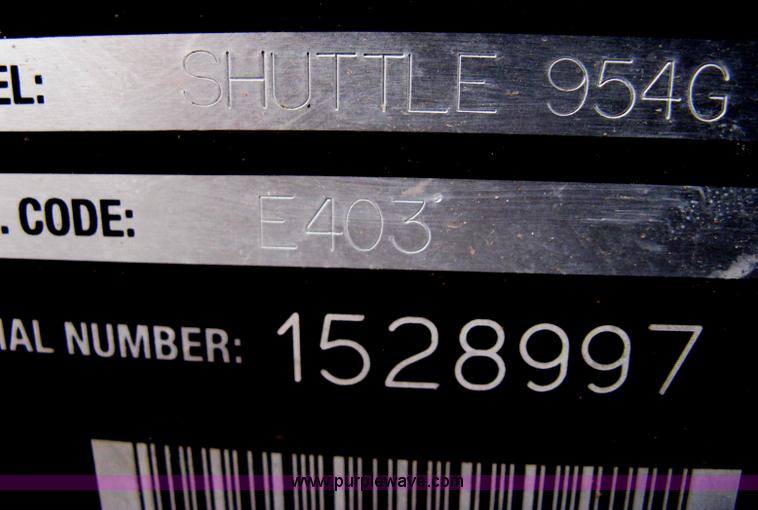 EL: SHUTTLE 954G
. CODE: E403
IAL NUMBER: 1528997
www.purplewave.com